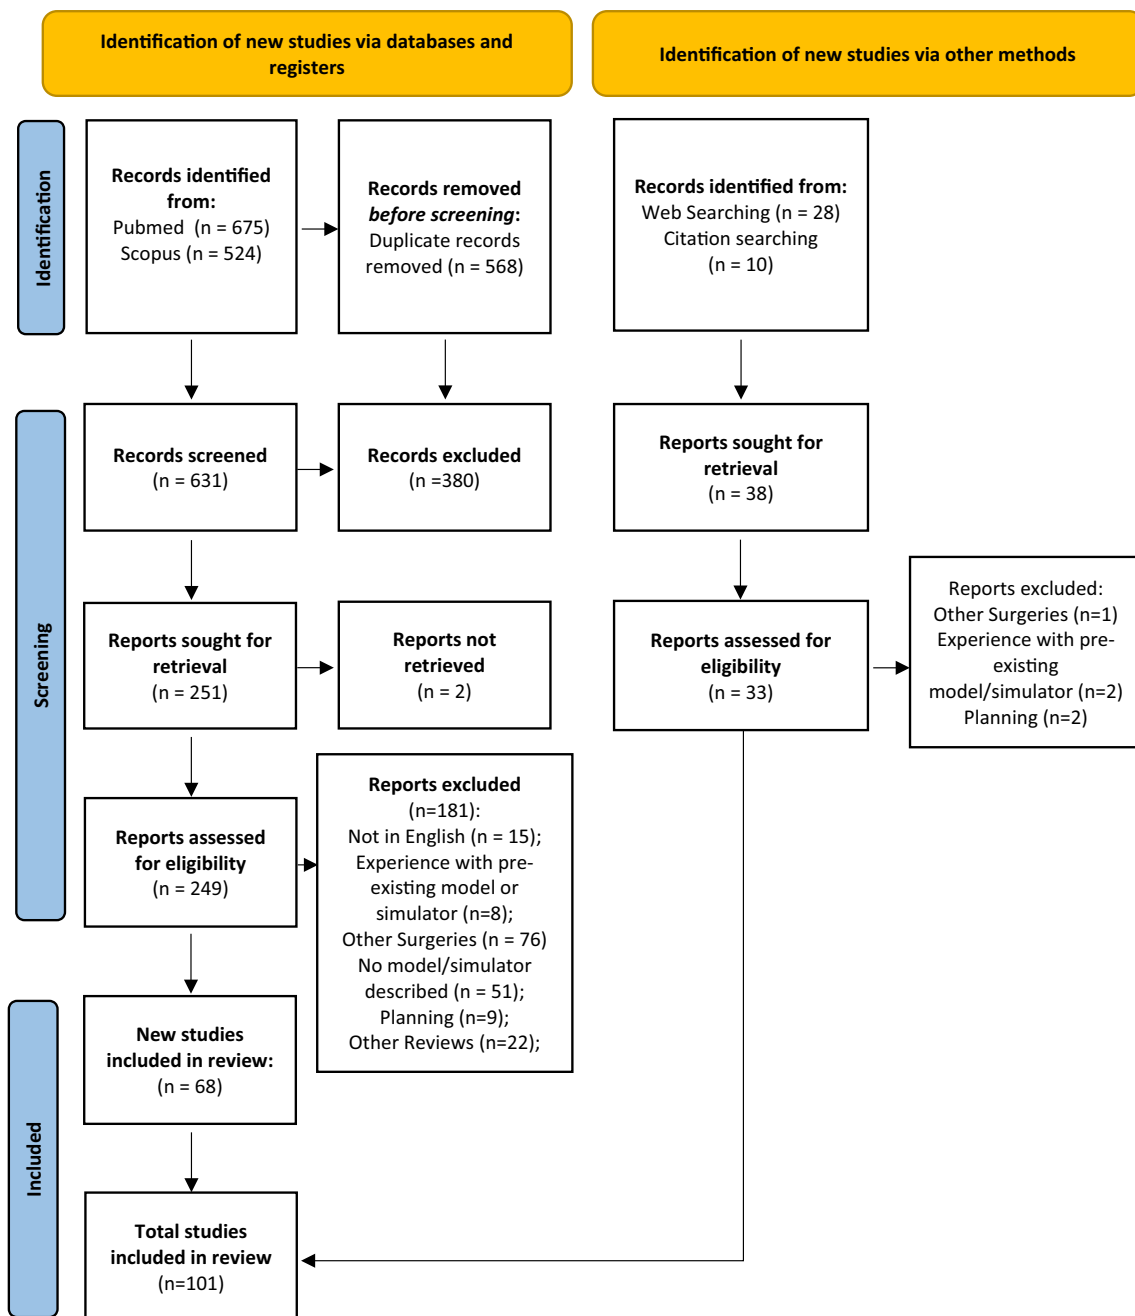 Identification of new studies via databases and
registers
Identification of new studies via other methods
Identification
Records identified
from:
Pubmed (n = 675)
Scopus (n = 524)
Records removed
before screening:
Duplicate records
removed (n = 568)
Records identified from:
Web Searching (n = 28)
Citation searching
(n = 10)
Screening
Records screened
(n = 631)
Records excluded
(n =380)
Reports sought for
retrieval
(n = 38)
Reports sought for
retrieval
(n = 251)
Reports not
retrieved
(n = 2)
Reports assessed for
eligibility
(n = 33)
Reports excluded:
Other Surgeries (n=1)
Experience with pre-
existing
model/simulator (n=2)
Planning (n=2)
Reports assessed
for eligibility
(n = 249)
Reports excluded
(n=181):
Not in English (n = 15);
Experience with pre-
existing model or
simulator (n=8);
Other Surgeries (n = 76)
No model/simulator
described (n = 51);
Planning (n=9);
Other Reviews (n=22);
Included
New studies
included in review:
(n = 68)
Total studies
included in review
(n=101)